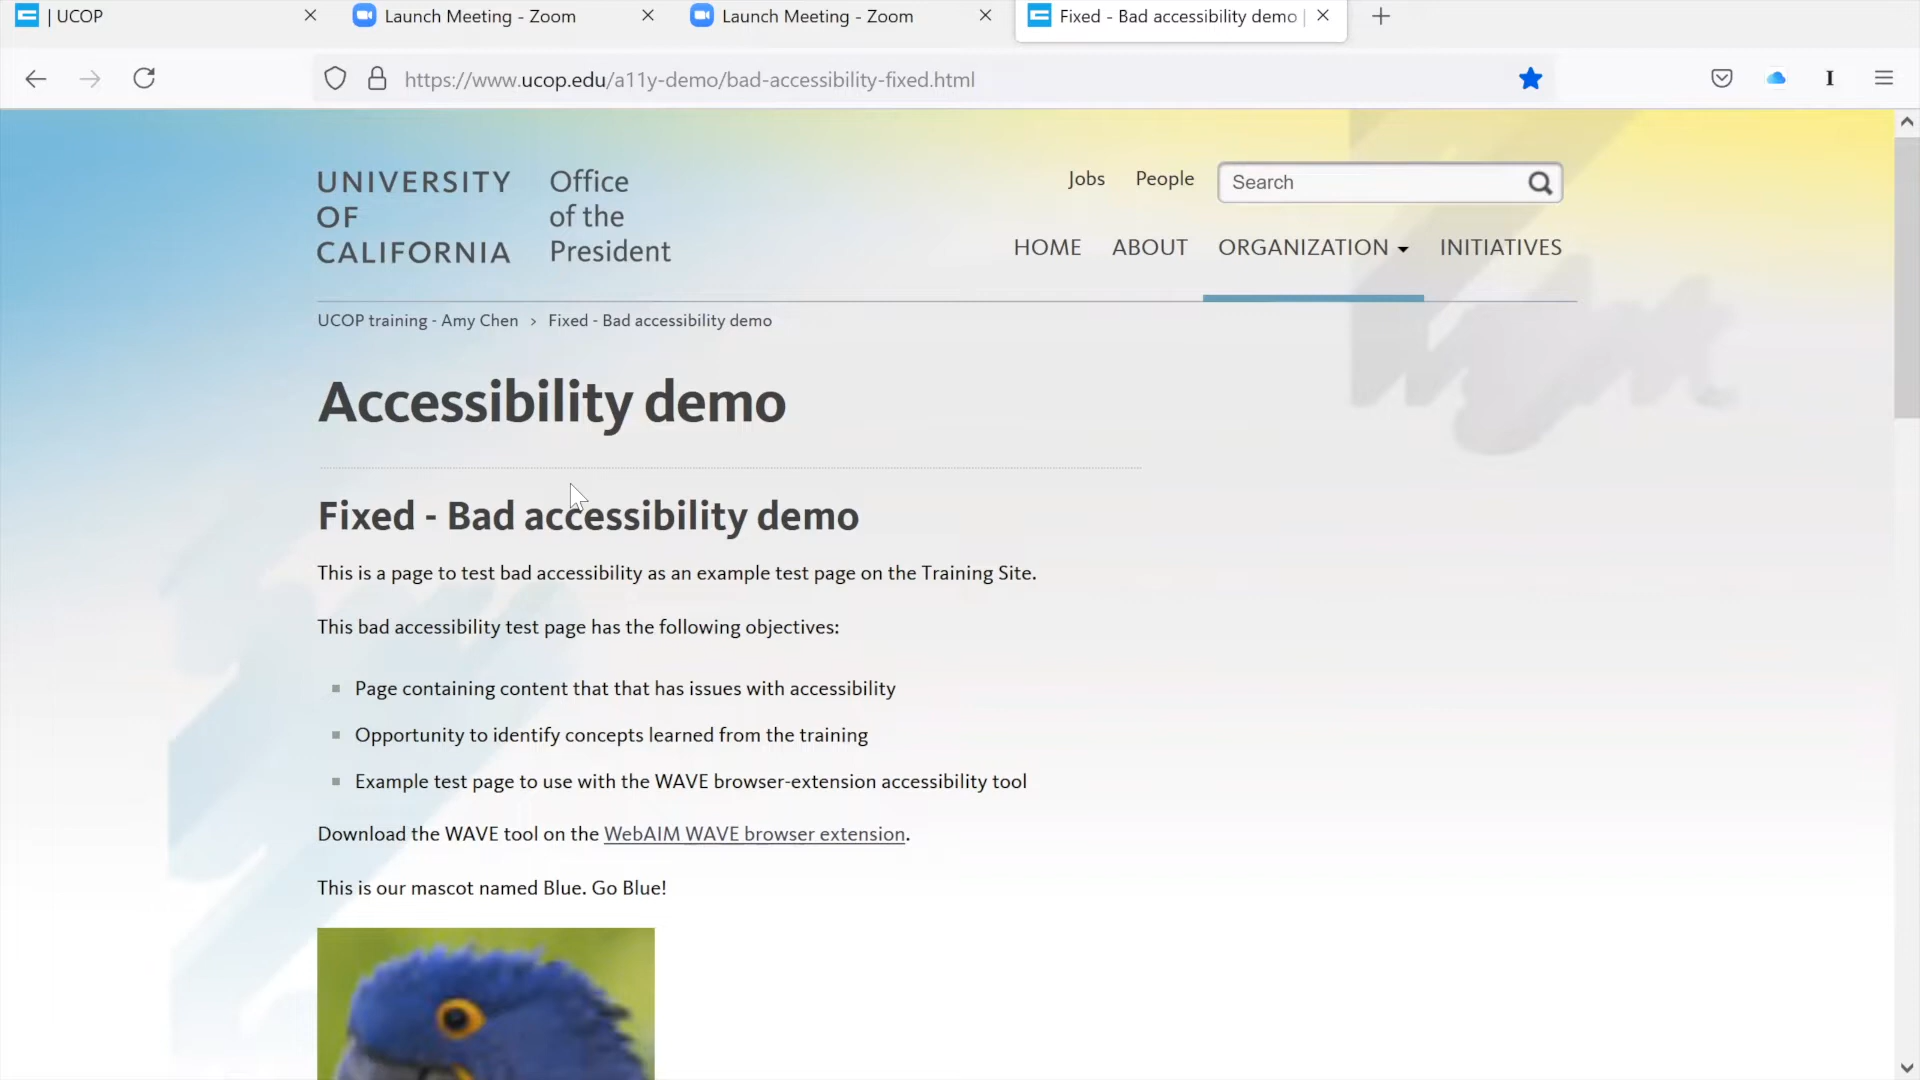 | UCOP
Launch Meeting - Zoom
Launch Meeting - Zoom
Fixed - Bad accessibility demo |
https://www.ucop.edu/a11y-demo/bad-accessibility-fixed.html
UNIVERSITY
OF
CALIFORNIA
Office
of the
President
Jobs People Search
HOME ABOUT ORGANIZATION INITIATIVES
UCOP training - Amy Chen › Fixed - Bad accessibility demo
Accessibility demo
Fixed - Bad accessibility demo
This is a page to test bad accessibility as an example test page on the Training Site.
This bad accessibility test page has the following objectives:
Page containing content that that has issues with accessibility
Opportunity to identify concepts learned from the training
Example test page to use with the WAVE browser-extension accessibility tool
Download the WAVE tool on the WebAIM WAVE browser extension.
This is our mascot named Blue. Go Blue!